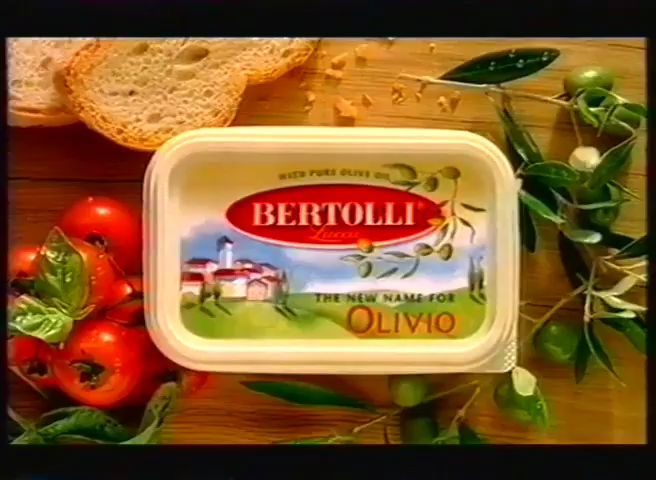 WITH PURE OLIVE OIL
BERTOLLI
Lucca
THE NEW NAME FOR
OLIVIO